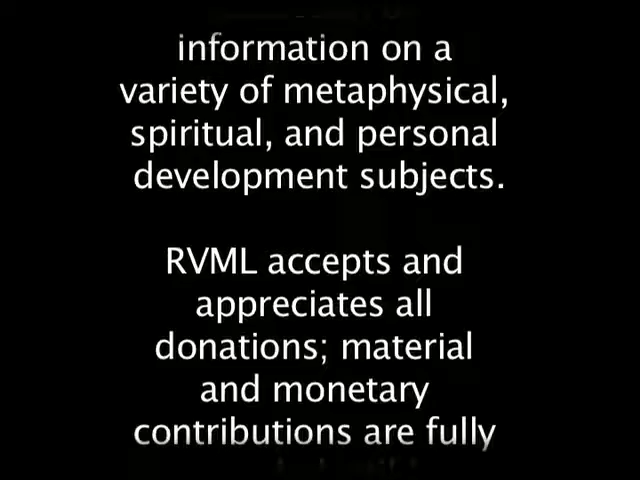 information on a
variety of metaphysical,
spiritual, and personal
development subjects.
RVML accepts and
appreciates all
donations; material
and monetary
contributions are fully